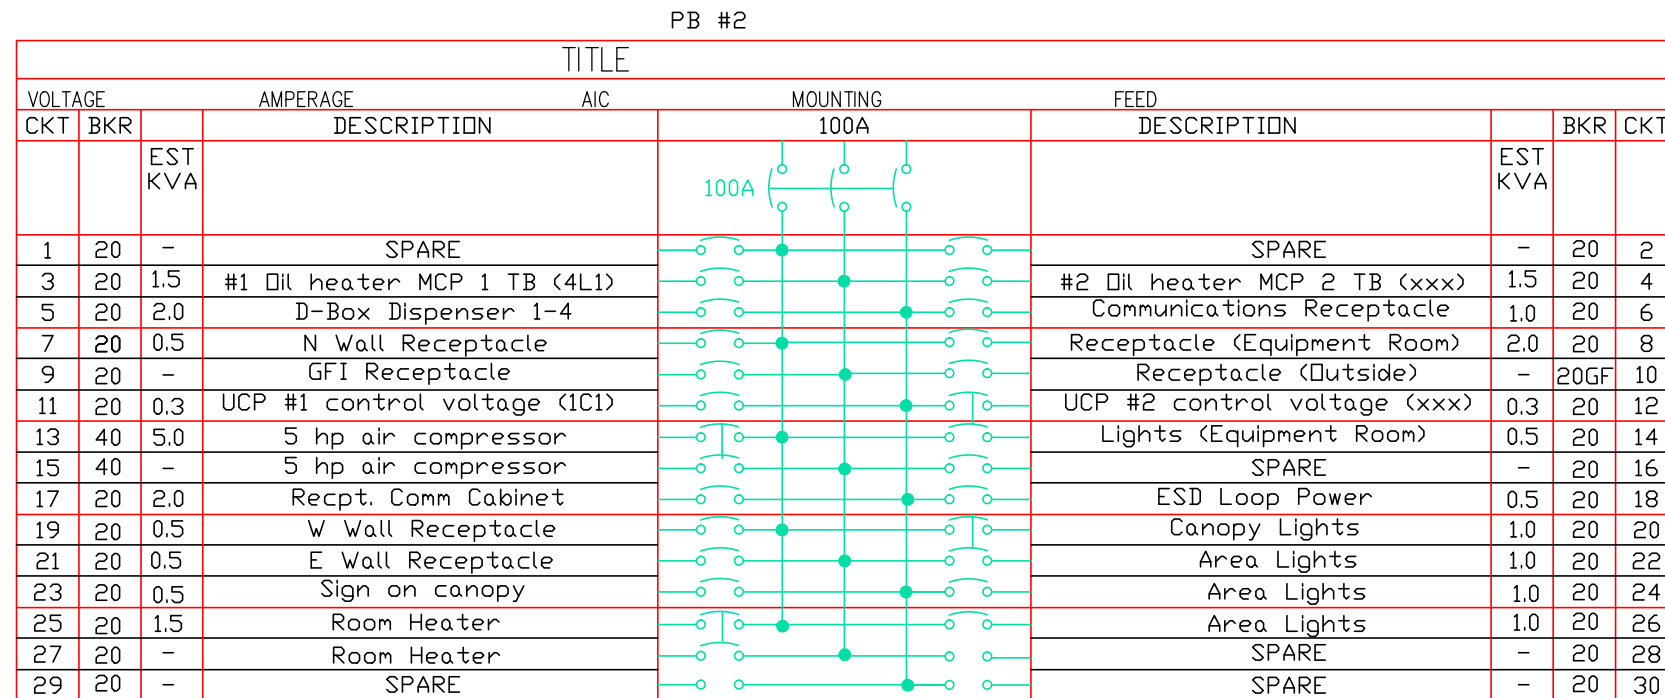 PB #2
TITLE
VOLTAGE AMPERAGE AIC MOUNTING FEED
CKT BKR DESCRIPTION 100A DESCRIPTION BKR CKT
EST KVA 100A EST KVA
1 20 - SPARE SPARE - 20 2
3 20 1.5 #1 Oil heater MCP 1 TB (4L1) #2 Oil heater MCP 2 TB (xxx) 1.5 20 4
5 20 2.0 D-Box Dispenser 1-4 Communications Receptacle 1.0 20 6
7 20 0.5 N Wall Receptacle Receptacle (Equipment Room) 2.0 20 8
9 20 - GFI Receptacle Receptacle (Outside) - 20GF 10
11 20 0.3 UCP #1 control voltage (1C1) UCP #2 control voltage (xxx) 0.3 20 12
13 40 5.0 5 hp air compressor Lights (Equipment Room) 0.5 20 14
15 40 - 5 hp air compressor SPARE - 20 16
17 20 2.0 Recpt. Comm Cabinet ESD Loop Power 0.5 20 18
19 20 0.5 W Wall Receptacle Canopy Lights 1.0 20 20
21 20 0.5 E Wall Receptacle Area Lights 1.0 20 22
23 20 0.5 Sign on canopy Area Lights 1.0 20 24
25 20 1.5 Room Heater Area Lights 1.0 20 26
27 20 - Room Heater SPARE - 20 28
29 20 - SPARE SPARE - 20 30